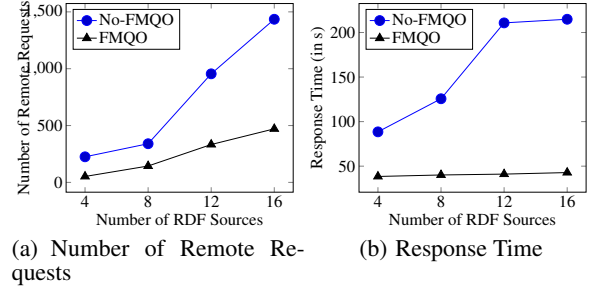 No-FMQO
FMQO
Number of Remote Requests
,500
,000
500
0
4 8 12 16
Number of RDF Sources
(a) Number of Remote Re-
quests
No-FMQO
FMQO
Response Time (in s)
200
150
100
50
4 8 12 16
Number of RDF Sources
(b) Response Time